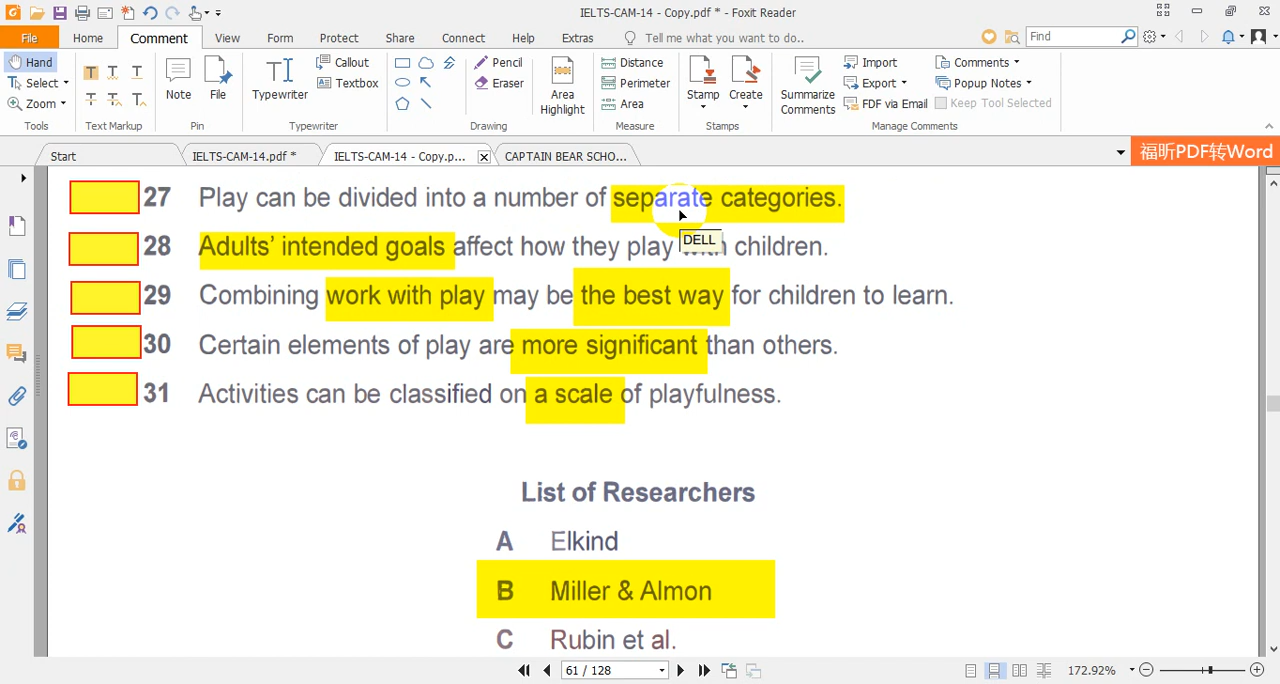 IELTS-CAM-14 - Copy.pdf * - Foxit Reader
File Home Comment View Form Protect Share Connect Help Extras Tell me what you want to do.. Find
Hand
Select
Zoom
Tools
Text Markup
Note
File
Pin
Typewriter
Callout
Textbox
Typewriter
Pencil
Eraser
Drawing
Area
Highlight
Distance
Perimeter
Area
Measure
Stamp
Create
Stamps
Summarize
Comments
Import
Export
FDF via Email
Comments
Popup Notes
Keep Tool Selected
Manage Comments
Start
IELTS-CAM-14.pdf *
IELTS-CAM-14 - Copy.p...
CAPTAIN BEAR SCHO...
福昕PDF转Word
27 Play can be divided into a number of separate categories.
DELL
28 Adults' intended goals affect how they play with children.
29 Combining work with play may be the best way for children to learn.
30 Certain elements of play are more significant than others.
31 Activities can be classified on a scale of playfulness.
List of Researchers
A Elkind
B Miller & Almon
C Rubin et al.
61 / 128
172.92%